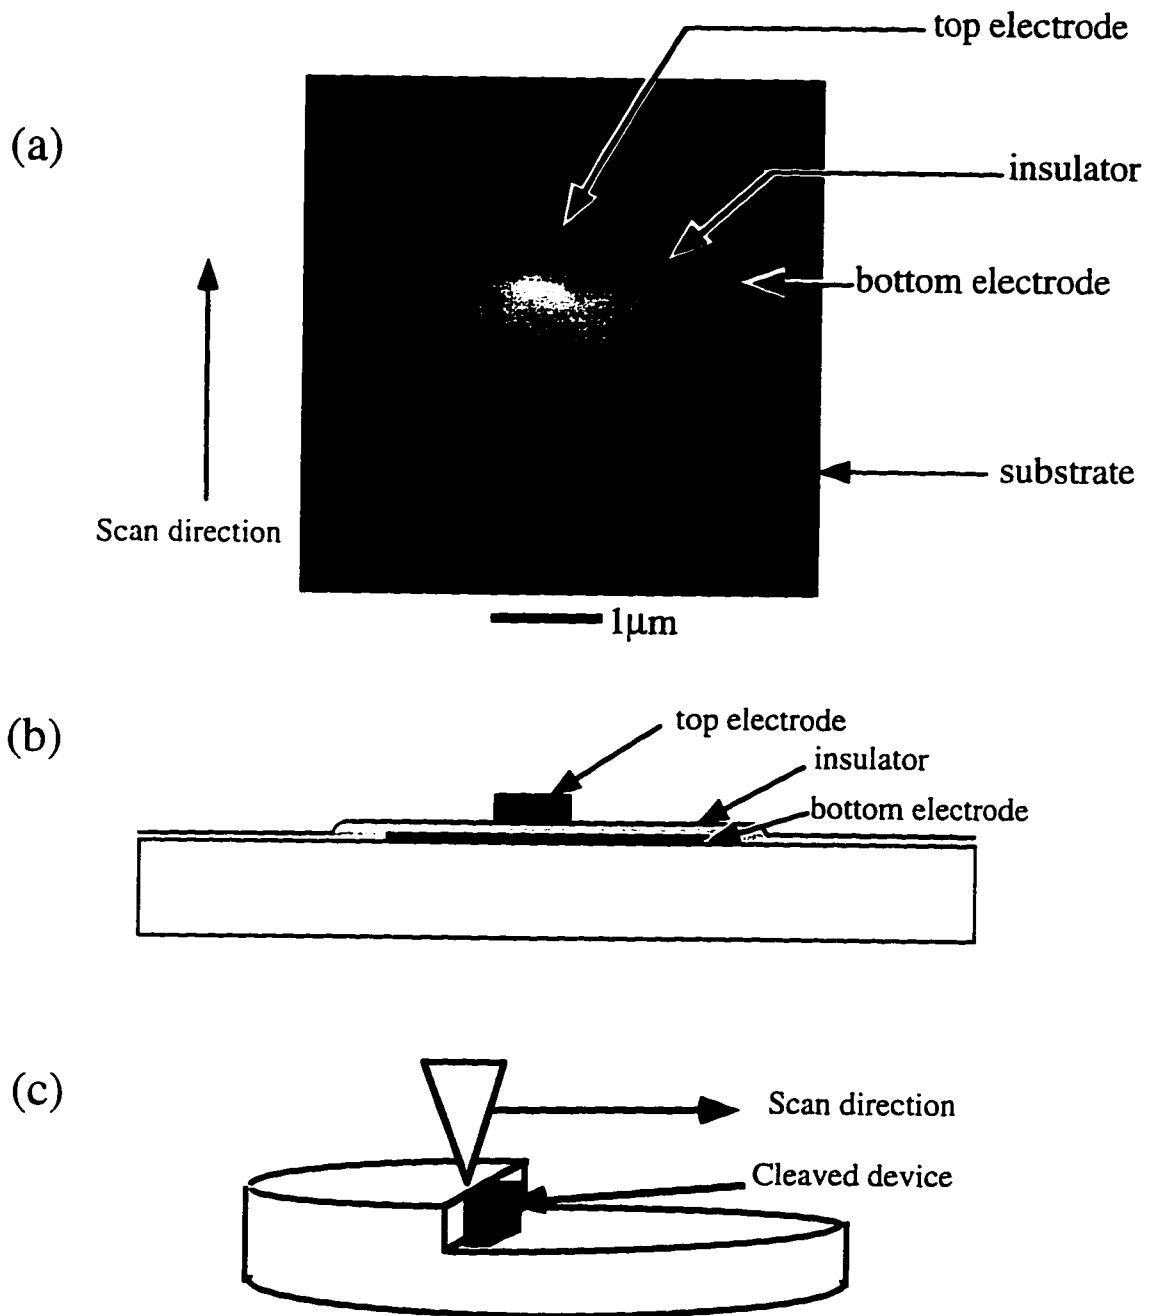 top electrode
(a)
insulator
bottom electrode
substrate
Scan direction
1μm
(b)
top electrode
insulator
bottom electrode
(c)
Scan direction
Cleaved device